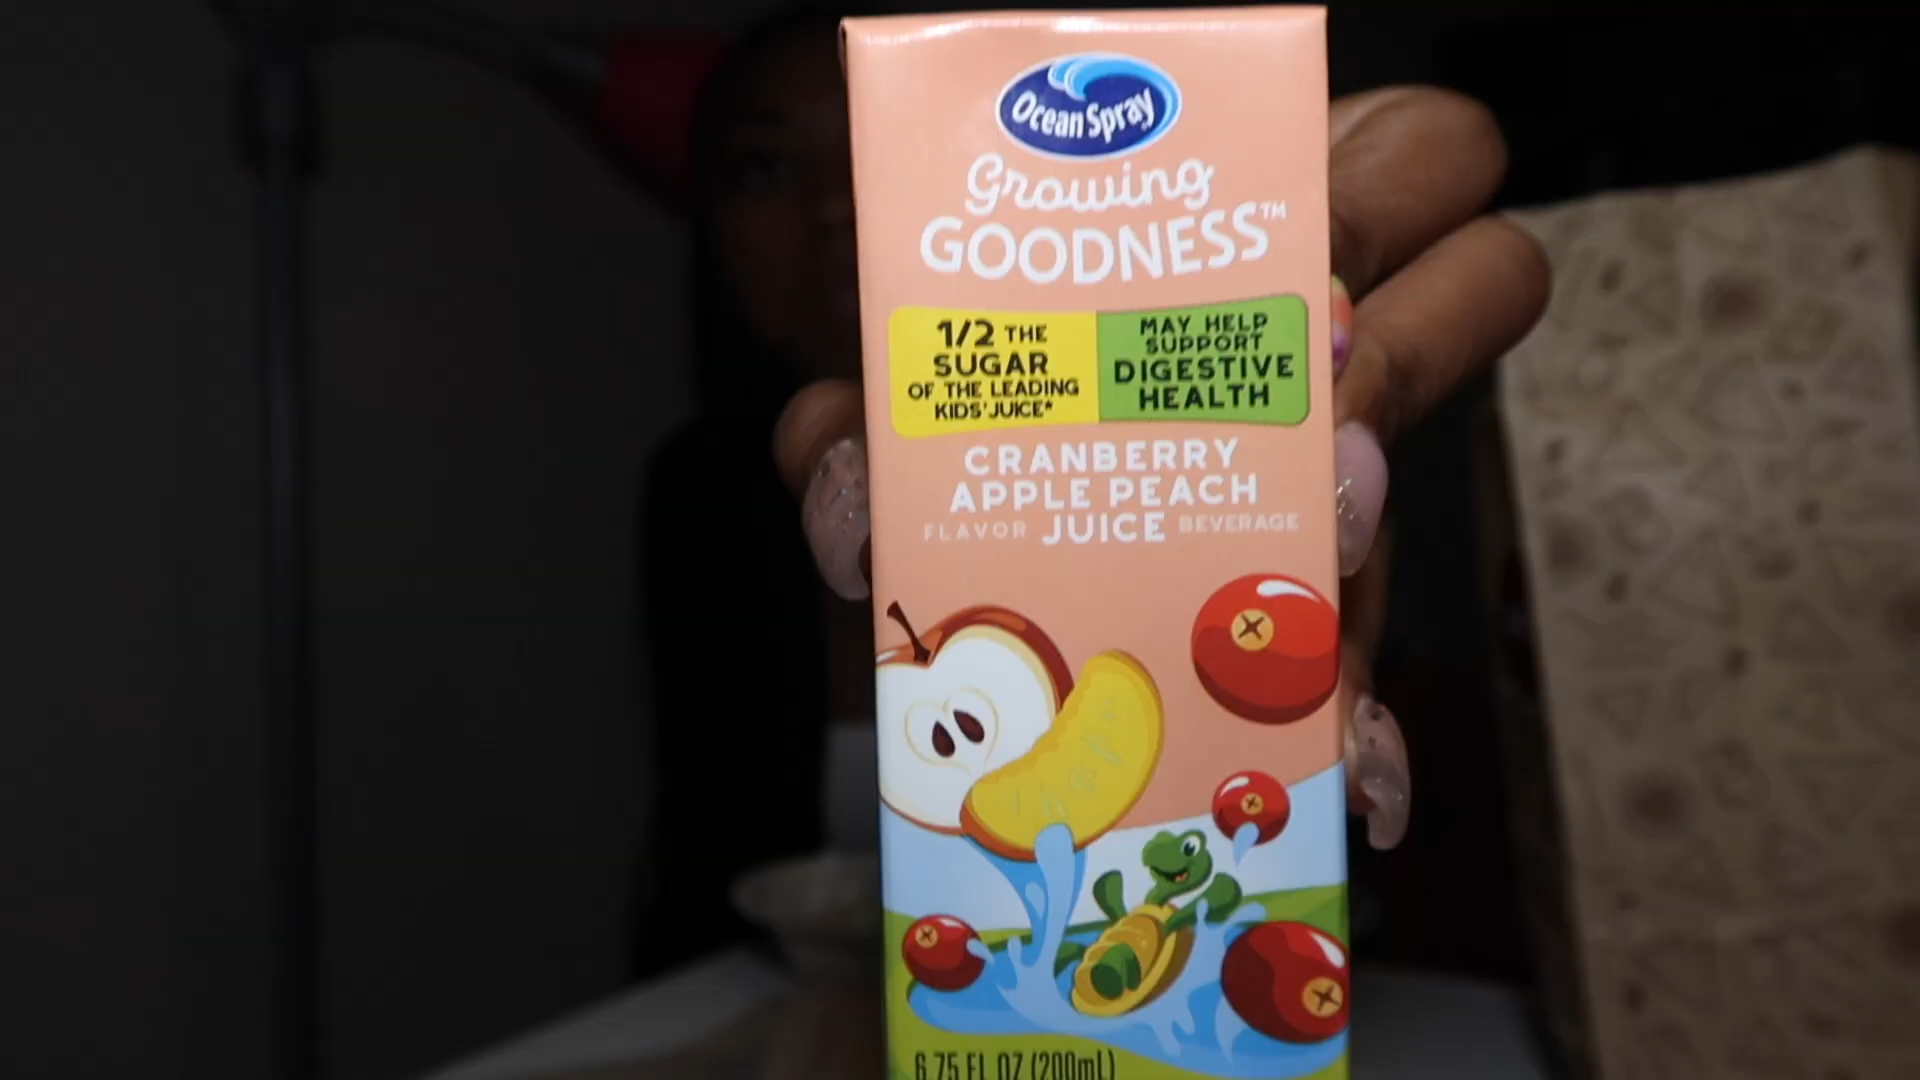 Ocean Spray
Growing
GOODNESS™
1/2 THE
SUGAR
OF THE LEADING
KIDS' JUICE*
MAY HELP
SUPPORT
DIGESTIVE
HEALTH
CRANBERRY
APPLE PEACH
FLAVOR JUICE BEVERAGE
6.75 FL OZ (200mL)